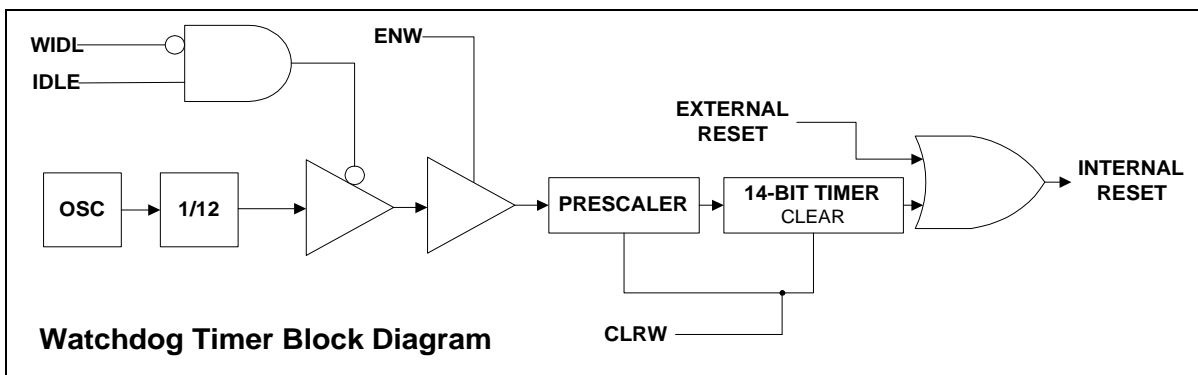 WIDL
IDLE
ENW
EXTERNAL
RESET
INTERNAL
RESET
OSC
1/12
PRESCALER
14-BIT TIMER
CLEAR
CLRW
Watchdog Timer Block Diagram